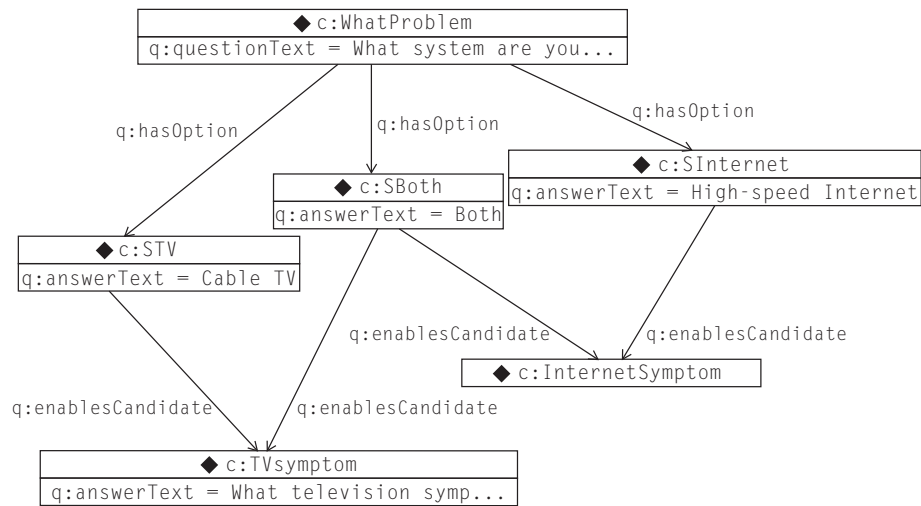 c:WhatProblem
q:questionText = What system are you...
q:hasOption
q:hasOption
q:hasOption
c:SInternet
q:answerText = High-speed Internet
c:SBoth
q:answerText = Both
c:STV
q:answerText = Cable TV
q:enablesCandidate
q:enablesCandidate
c:InternetSymptom
q:enablesCandidate
q:enablesCandidate
c:TVsymptom
q:answerText = What television symp...